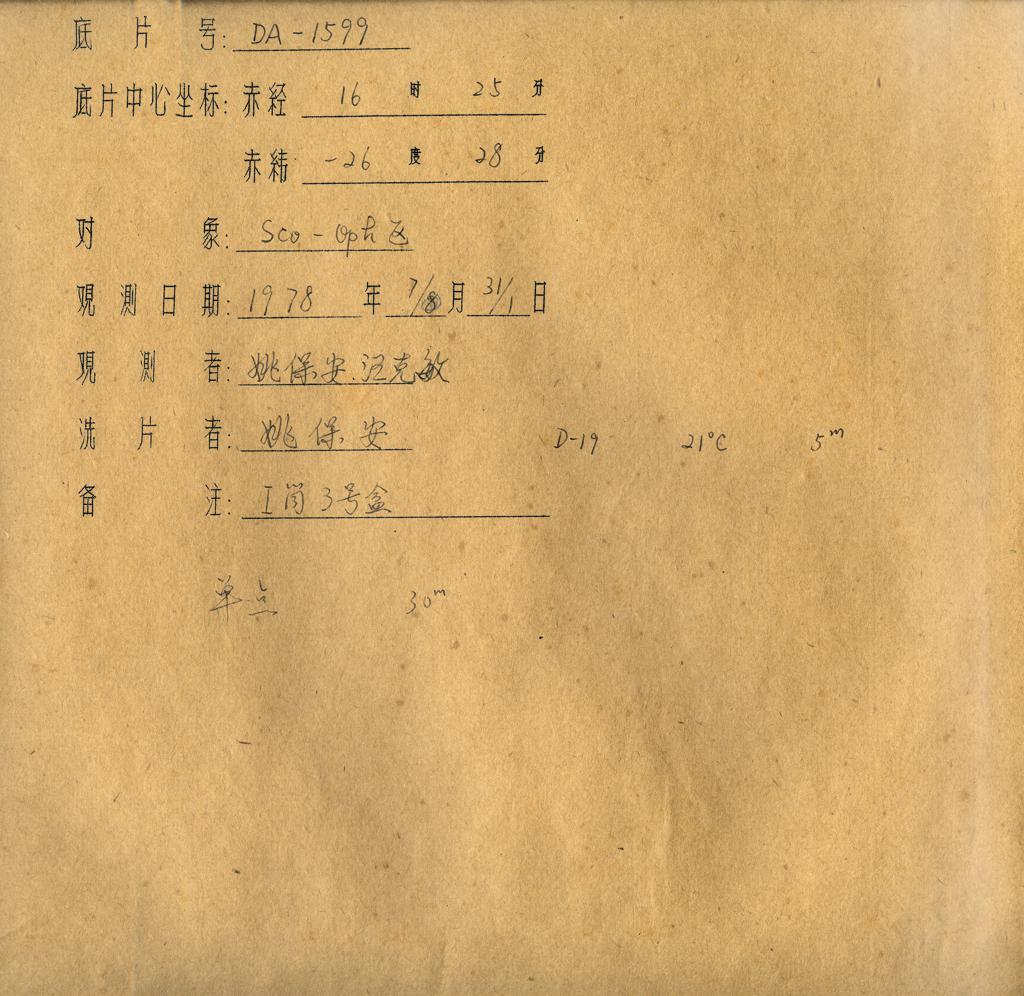 底片号: DA-1599
底片中心坐标: 赤经 16 时 25 分
赤纬 -26 度 28 分
对象: Sco-Oph区
观测日期: 1978 年 7/8 月 31/1 日
观测者: 姚保安.汪克敏
洗片者: 姚保安 D-19 21°C 5ᵐ
备注: I筒3号盒
单点 30ᵐ